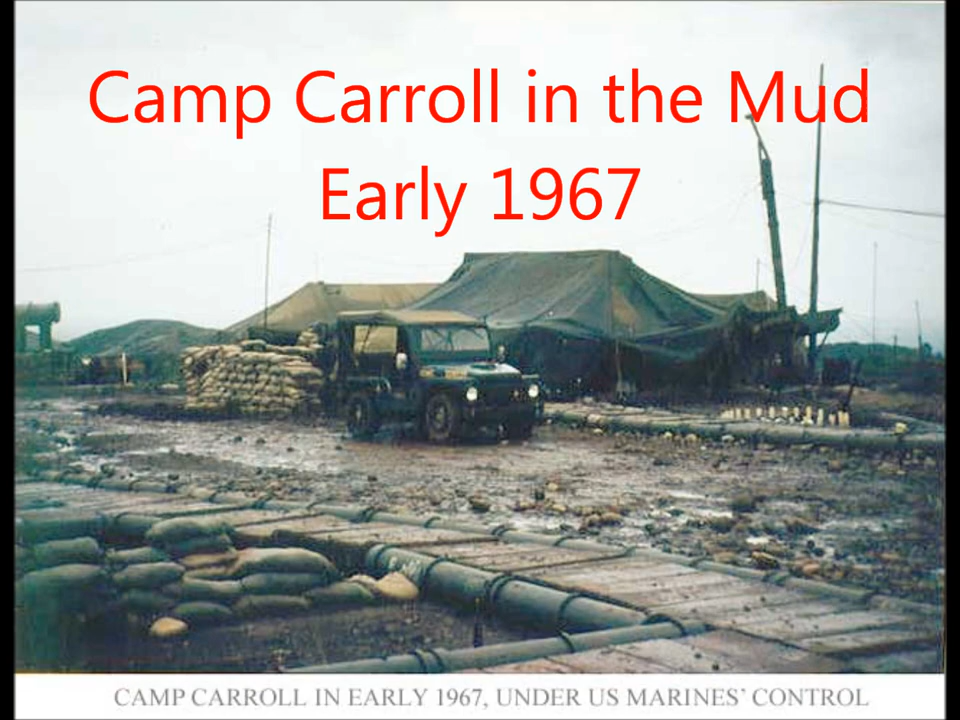 Camp Carroll in the Mud
Early 1967
CAMP CARROLL IN EARLY 1967, UNDER US MARINES' CONTROL